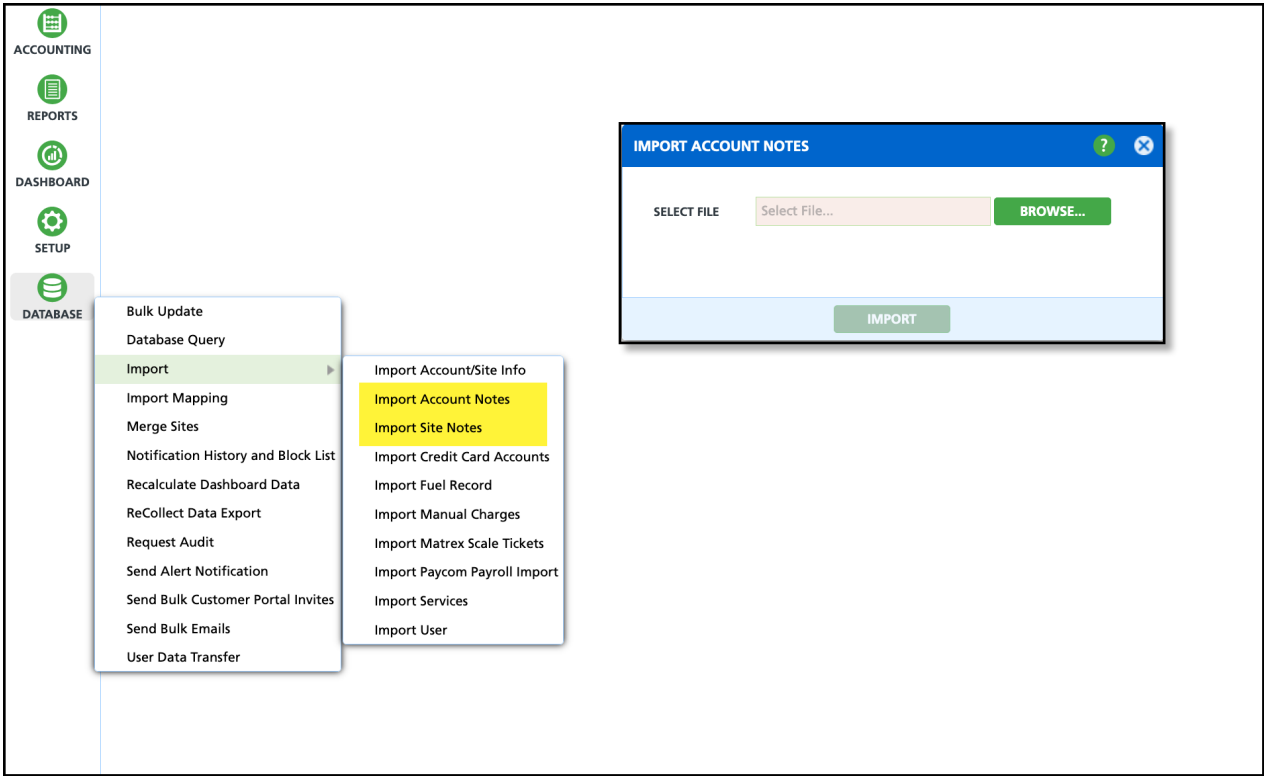 ACCOUNTING
REPORTS
DASHBOARD
SETUP
DATABASE
Bulk Update
Database Query
Import
Import Mapping
Merge Sites
Notification History and Block List
Recalculate Dashboard Data
ReCollect Data Export
Request Audit
Send Alert Notification
Send Bulk Customer Portal Invites
Send Bulk Emails
User Data Transfer
Import Account/Site Info
Import Account Notes
Import Site Notes
Import Credit Card Accounts
Import Fuel Record
Import Manual Charges
Import Matrex Scale Tickets
Import Paycom Payroll Import
Import Services
Import User
IMPORT ACCOUNT NOTES ?
SELECT FILE Select File... BROWSE...
IMPORT